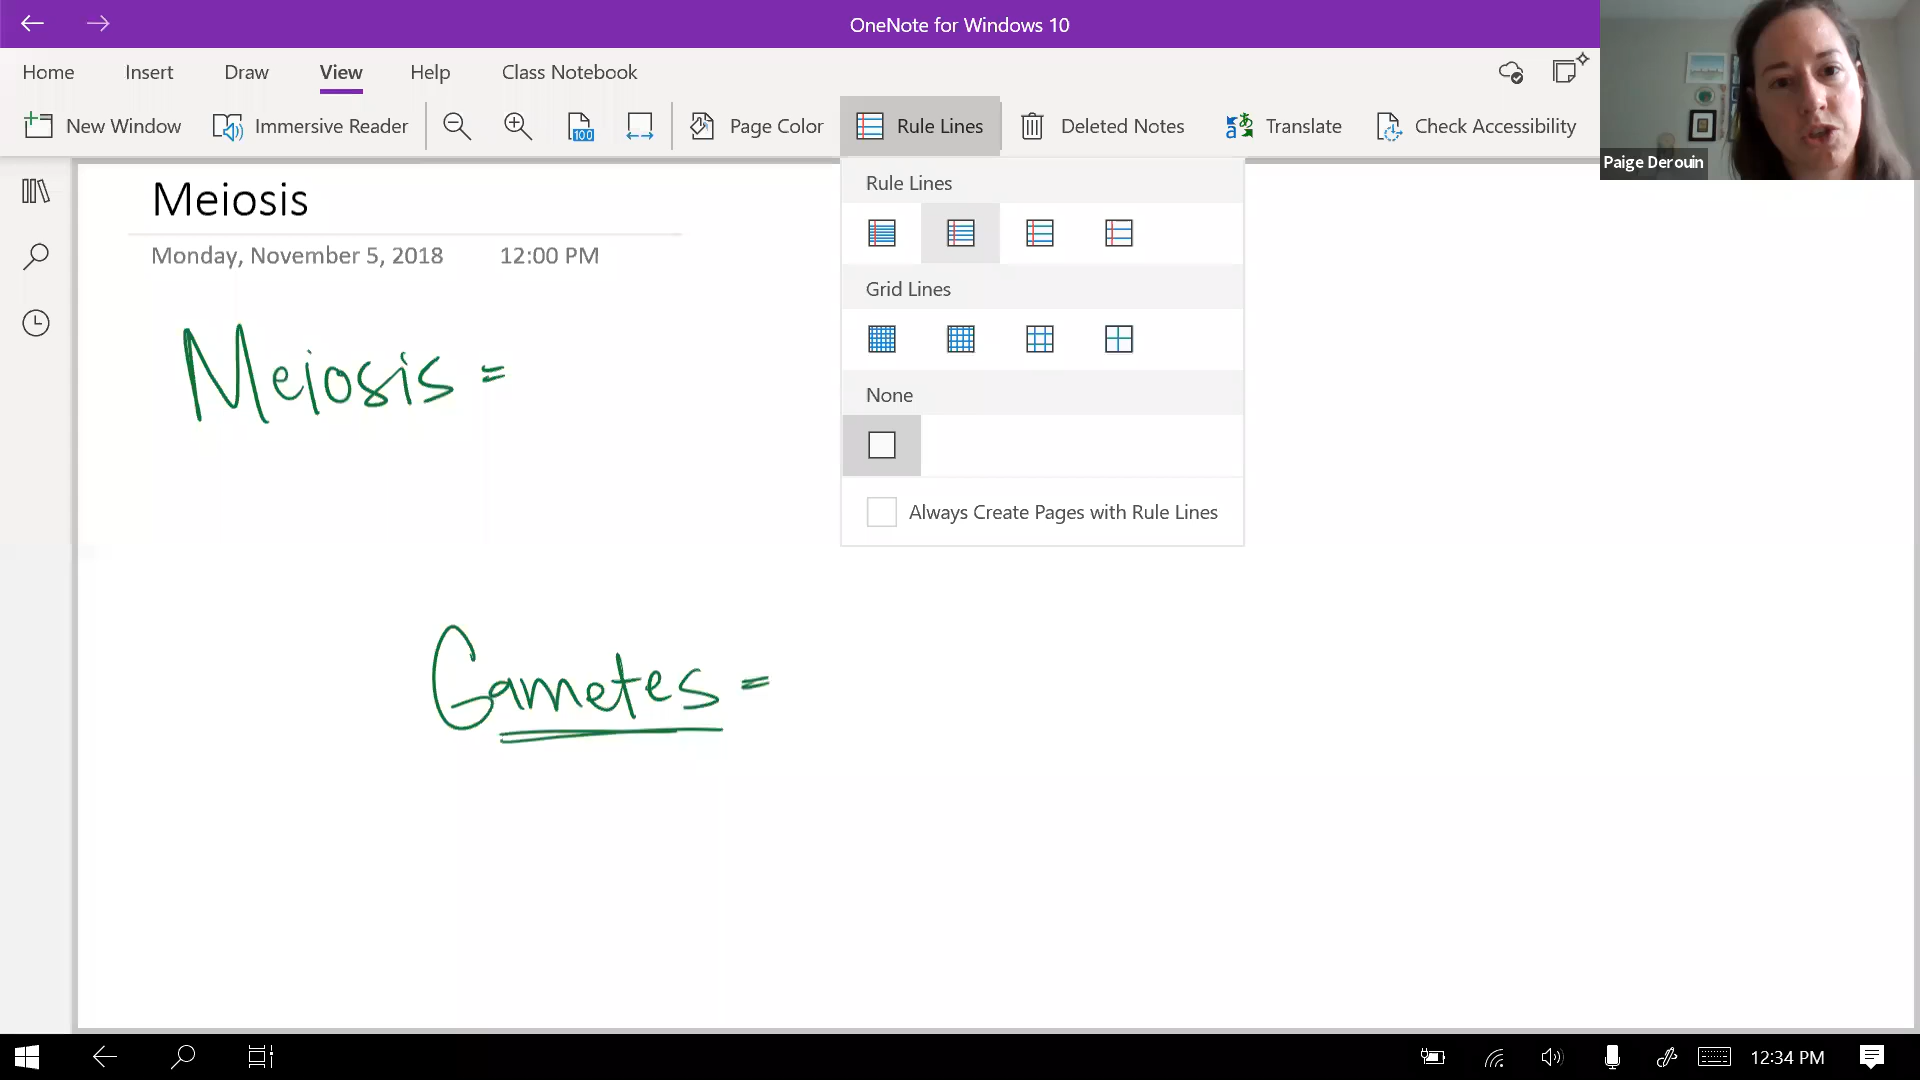 OneNote for Windows 10
Home Insert Draw View Help Class Notebook
New Window Immersive Reader 100 Page Color Rule Lines Deleted Notes Translate Check Accessibility
Paige Derouin
Rule Lines
Grid Lines
None
Always Create Pages with Rule Lines
Meiosis
Monday, November 5, 2018 12:00 PM
Meiosis =
Gametes =
12:34 PM